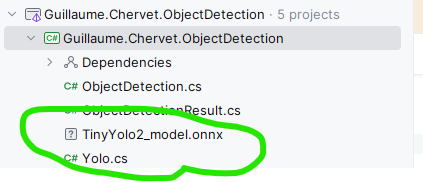 Guillaume.Chervet.ObjectDetection · 5 projects
C# Guillaume.Chervet.ObjectDetection
Dependencies
C# ObjectDetection.cs
C# ObjectDetectionResult.cs
? TinyYolo2_model.onnx
C# Yolo.cs